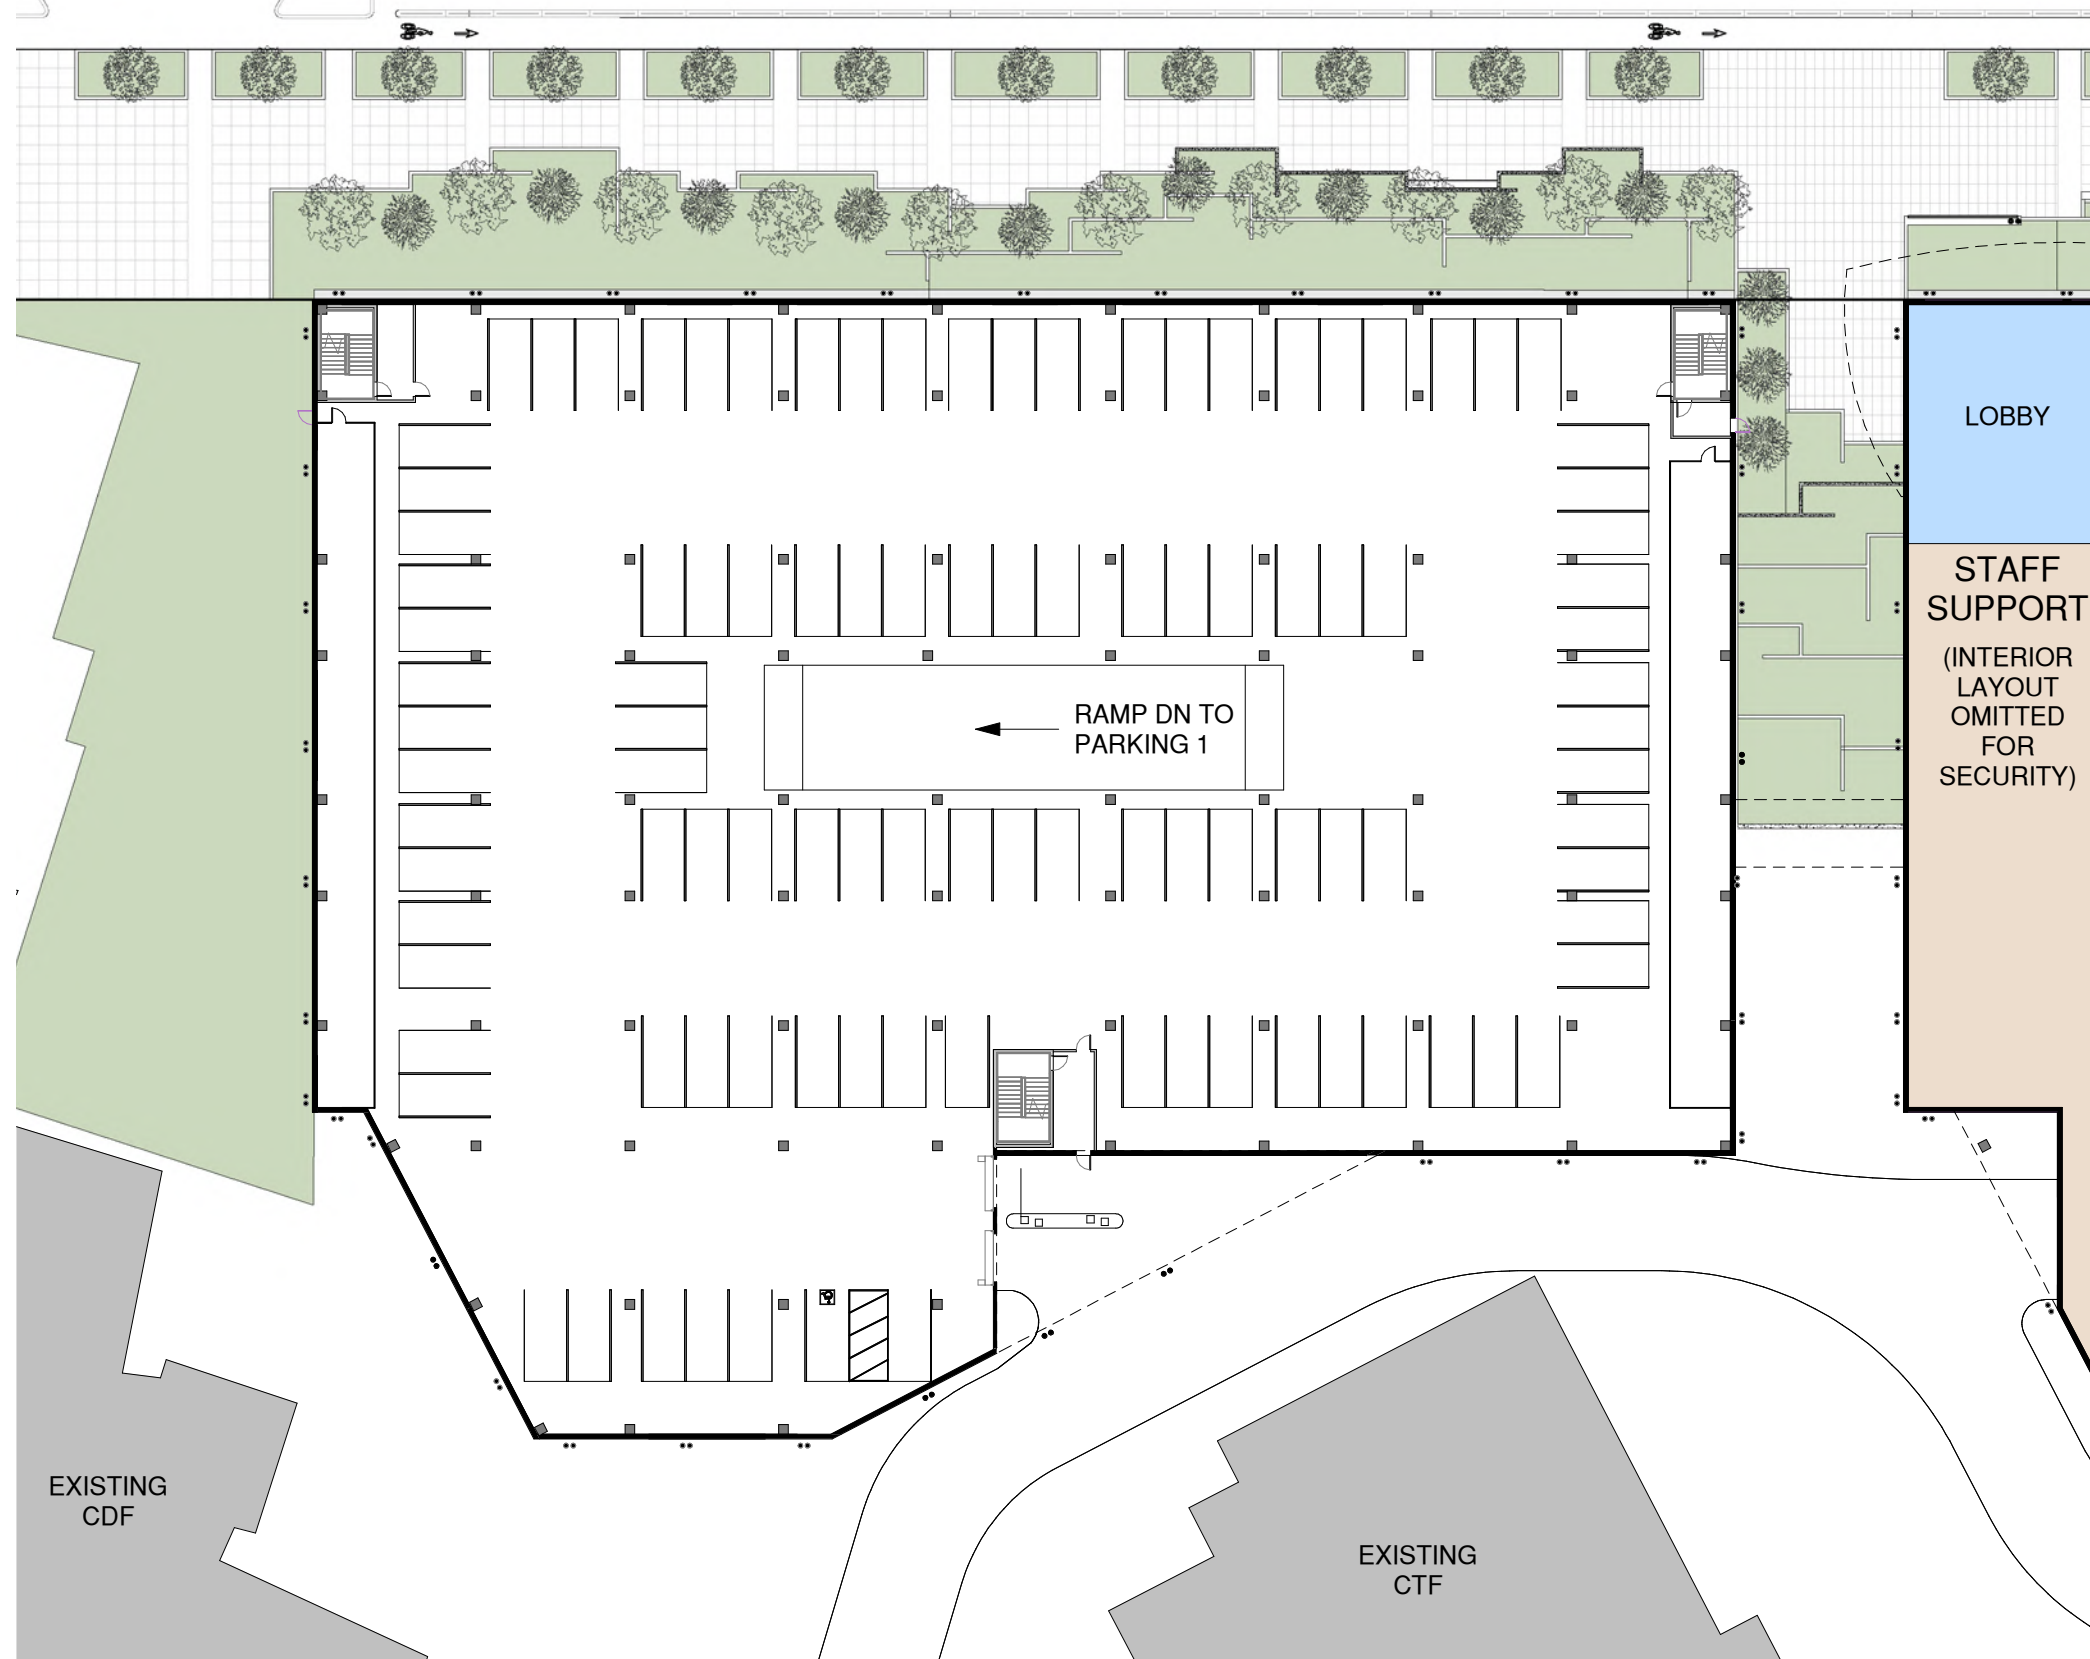 LOBBY
STAFF
SUPPORT
(INTERIOR
LAYOUT
OMITTED
FOR
SECURITY)
RAMP DN TO
PARKING 1
EXISTING
CDF
EXISTING
CTF